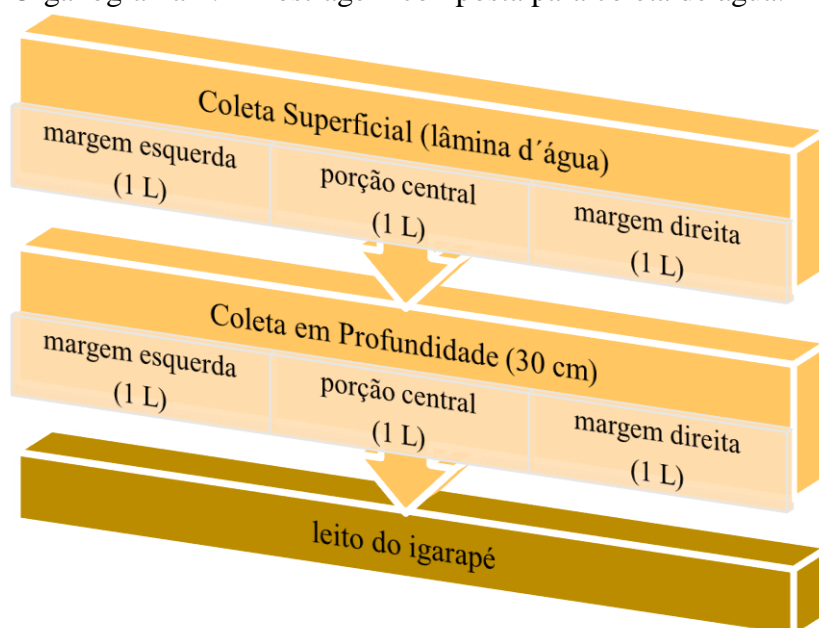 Coleta Superficial (lâmina d´água)
margem esquerda
(1 L)
porção central
(1 L)
margem direita
(1 L)
Coleta em Profundidade (30 cm)
margem esquerda
(1 L)
porção central
(1 L)
margem direita
(1 L)
leito do igarapé